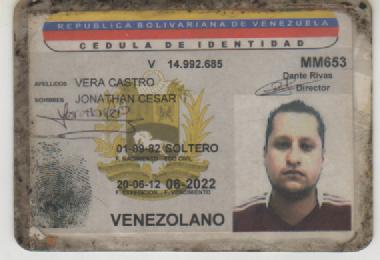 REPUBLICA BOLIVARIANA DE VENEZUELA
CEDULA DE IDENTIDAD
V 14.992.685 MM653
Dante Rivas
Director
APELLIDOS VERA CASTRO
NOMBRES JONATHAN CESAR
01-09-82 SOLTERO
F. NACIMIENTO EDO CIVIL
20-06-12 06-2022
F. EXPEDICION F. VENCIMIENTO
VENEZOLANO